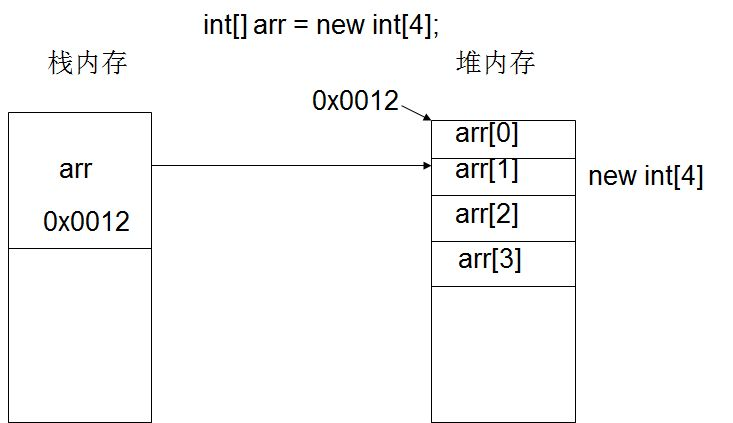 int[] arr = new int[4];
栈内存
堆内存
0x0012
arr[0]
arr
arr[1]
new int[4]
0x0012
arr[2]
arr[3]